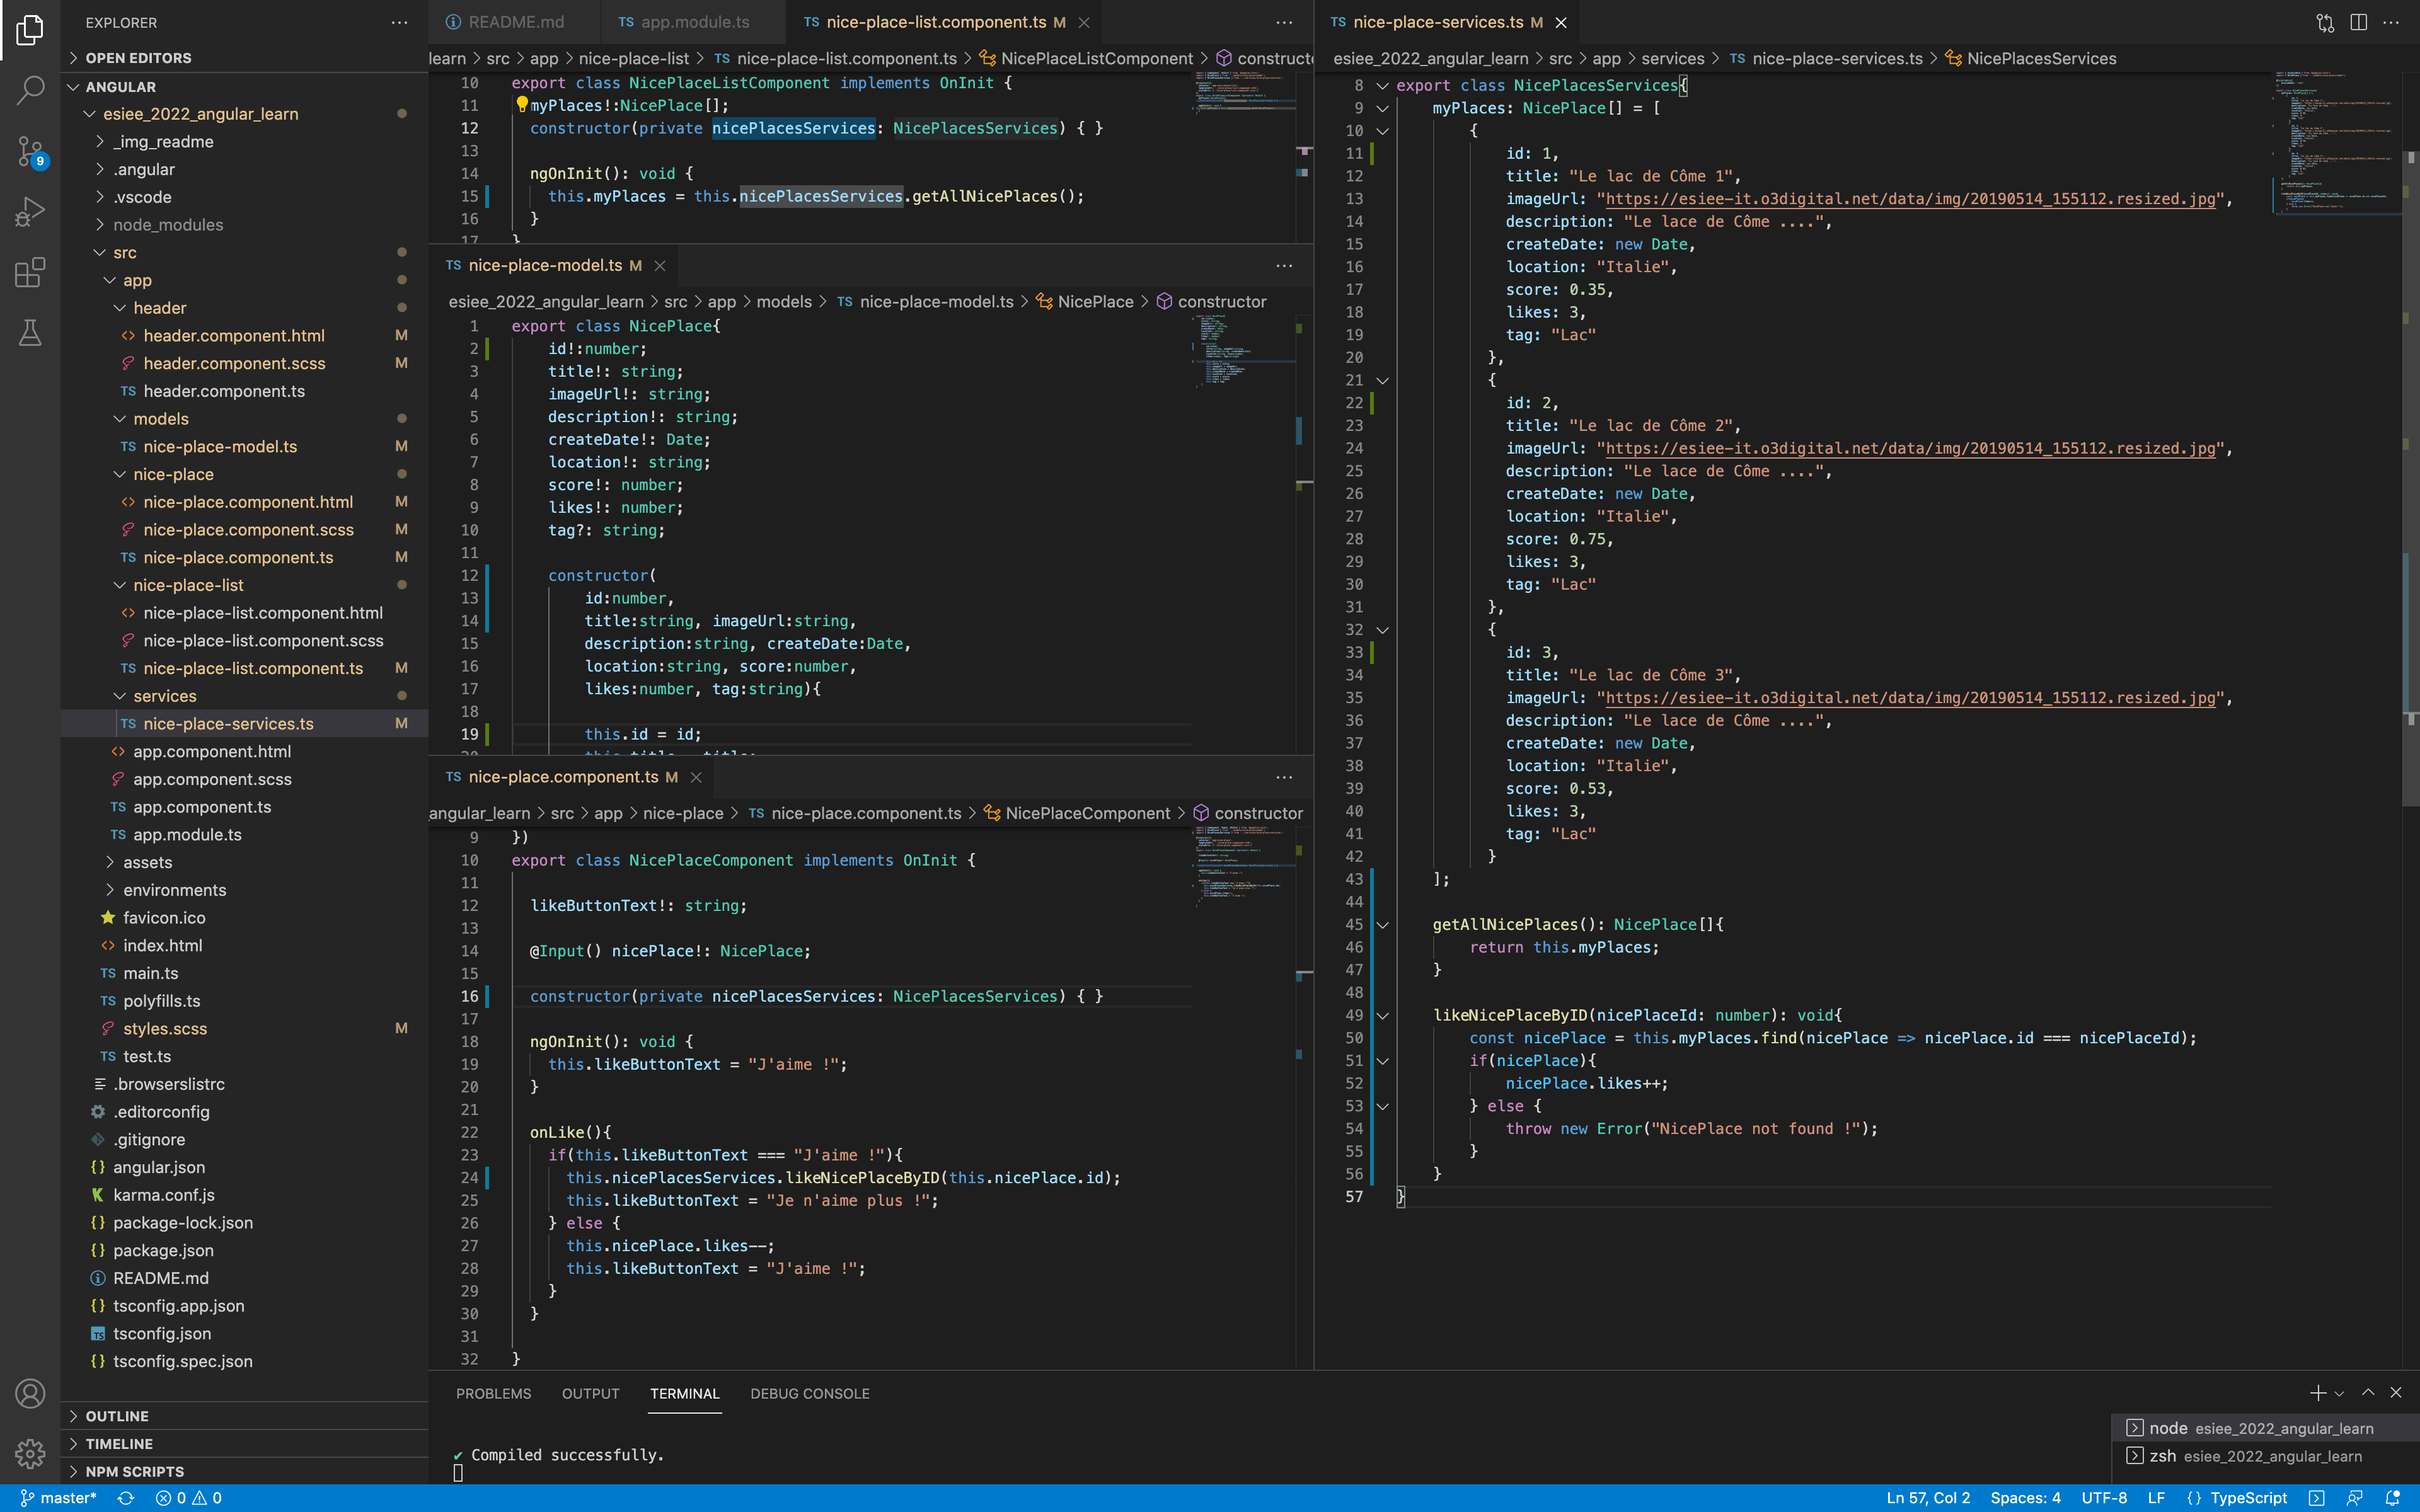 EXPLORER
OPEN EDITORS
ANGULAR
esiee_2022_angular_learn
_img_readme
.angular
.vscode
node_modules
src
app
header
header.component.html M
header.component.scss M
header.component.ts
models
nice-place-model.ts M
nice-place
nice-place.component.html M
nice-place.component.scss M
nice-place.component.ts M
nice-place-list
nice-place-list.component.html
nice-place-list.component.scss
TS nice-place-list.component.ts M
services
TS nice-place-services.ts M
app.component.html
app.component.scss
TS app.component.ts
TS app.module.ts
assets
environments
favicon.ico
index.html
TS main.ts
TS polyfills.ts
styles.scss M
TS test.ts
.browserslistrc
.editorconfig
.gitignore
{} angular.json
karma.conf.js
{} package-lock.json
{} package.json
README.md
{} tsconfig.app.json
TS tsconfig.json
{} tsconfig.spec.json
OUTLINE
TIMELINE
NPM SCRIPTS
9
README.md TS app.module.ts TS nice-place-list.component.ts M
learn > src > app > nice-place-list > TS nice-place-list.component.ts > NicePlaceListComponent > constructo
10 export class NicePlaceListComponent implements OnInit {
11 myPlaces!:NicePlace[];
12 constructor(private nicePlacesServices: NicePlacesServices) { }
13
14 ngOnInit(): void {
15 this.myPlaces = this.nicePlacesServices.getAllNicePlaces();
16 }
17 }
TS nice-place-model.ts M
esiee_2022_angular_learn > src > app > models > TS nice-place-model.ts > NicePlace > constructor
1 export class NicePlace{
2 id!:number;
3 title!: string;
4 imageUrl!: string;
5 description!: string;
6 createDate!: Date;
7 location!: string;
8 score!: number;
9 likes!: number;
10 tag?: string;
11
12 constructor(
13 id:number,
14 title:string, imageUrl:string,
15 description:string, createDate:Date,
16 location:string, score:number,
17 likes:number, tag:string){
18
19 this.id = id;
20 this.title = title;
TS nice-place.component.ts M
angular_learn > src > app > nice-place > TS nice-place.component.ts > NicePlaceComponent > constructor
9 })
10 export class NicePlaceComponent implements OnInit {
11
12 likeButtonText!: string;
13
14 @Input() nicePlace!: NicePlace;
15
16 constructor(private nicePlacesServices: NicePlacesServices) { }
17
18 ngOnInit(): void {
19 this.likeButtonText = "J'aime !";
20 }
21
22 onLike(){
23 if(this.likeButtonText === "J'aime !"){
24 this.nicePlacesServices.likeNicePlaceByID(this.nicePlace.id);
25 this.likeButtonText = "Je n'aime plus !";
26 } else {
27 this.nicePlace.likes--;
28 this.likeButtonText = "J'aime !";
29 }
30 }
31
32 }
TS nice-place-services.ts M
esiee_2022_angular_learn > src > app > services > TS nice-place-services.ts > NicePlacesServices
8 export class NicePlacesServices{
9 myPlaces: NicePlace[] = [
10 {
11 id: 1,
12 title: "Le lac de Côme 1",
13 imageUrl: "https://esiee-it.o3digital.net/data/img/20190514_155112.resized.jpg",
14 description: "Le lace de Côme ....",
15 createDate: new Date,
16 location: "Italie",
17 score: 0.35,
18 likes: 3,
19 tag: "Lac"
20 },
21 {
22 id: 2,
23 title: "Le lac de Côme 2",
24 imageUrl: "https://esiee-it.o3digital.net/data/img/20190514_155112.resized.jpg",
25 description: "Le lace de Côme ....",
26 createDate: new Date,
27 location: "Italie",
28 score: 0.75,
29 likes: 3,
30 tag: "Lac"
31 },
32 {
33 id: 3,
34 title: "Le lac de Côme 3",
35 imageUrl: "https://esiee-it.o3digital.net/data/img/20190514_155112.resized.jpg",
36 description: "Le lace de Côme ....",
37 createDate: new Date,
38 location: "Italie",
39 score: 0.53,
40 likes: 3,
41 tag: "Lac"
42 }
43 ];
44
45 getAllNicePlaces(): NicePlace[]{
46 return this.myPlaces;
47 }
48
49 likeNicePlaceByID(nicePlaceId: number): void{
50 const nicePlace = this.myPlaces.find(nicePlace => nicePlace.id === nicePlaceId);
51 if(nicePlace){
52 nicePlace.likes++;
53 } else {
54 throw new Error("NicePlace not found !");
55 }
56 }
57 }
PROBLEMS OUTPUT TERMINAL DEBUG CONSOLE
✔ Compiled successfully.
node esiee_2022_angular_learn
zsh esiee_2022_angular_learn
master* 0 0
Ln 57, Col 2 Spaces: 4 UTF-8 LF {} TypeScript